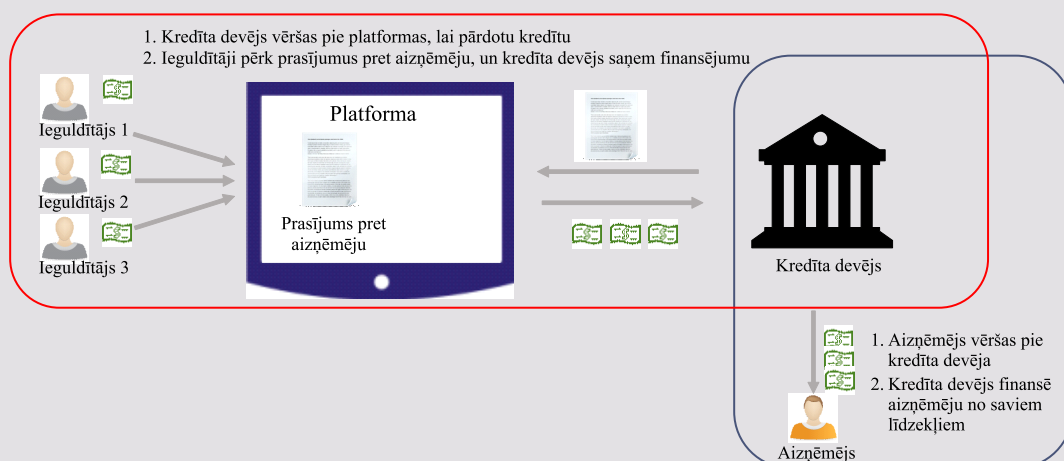 1. Kredīta devējs vēršas pie platformas, lai pārdotu kredītu
2. Ieguldītāji pērk prasījumus pret aizņēmēju, un kredīta devējs saņem finansējumu
Ieguldītājs 1
Ieguldītājs 2
Ieguldītājs 3
Platforma
Prasījums pret
aizņēmēju
Kredīta devējs
1. Aizņēmējs vēršas pie
kredīta devēja
2. Kredīta devējs finansē
aizņēmēju no saviem
līdzekļiem
Aizņēmējs